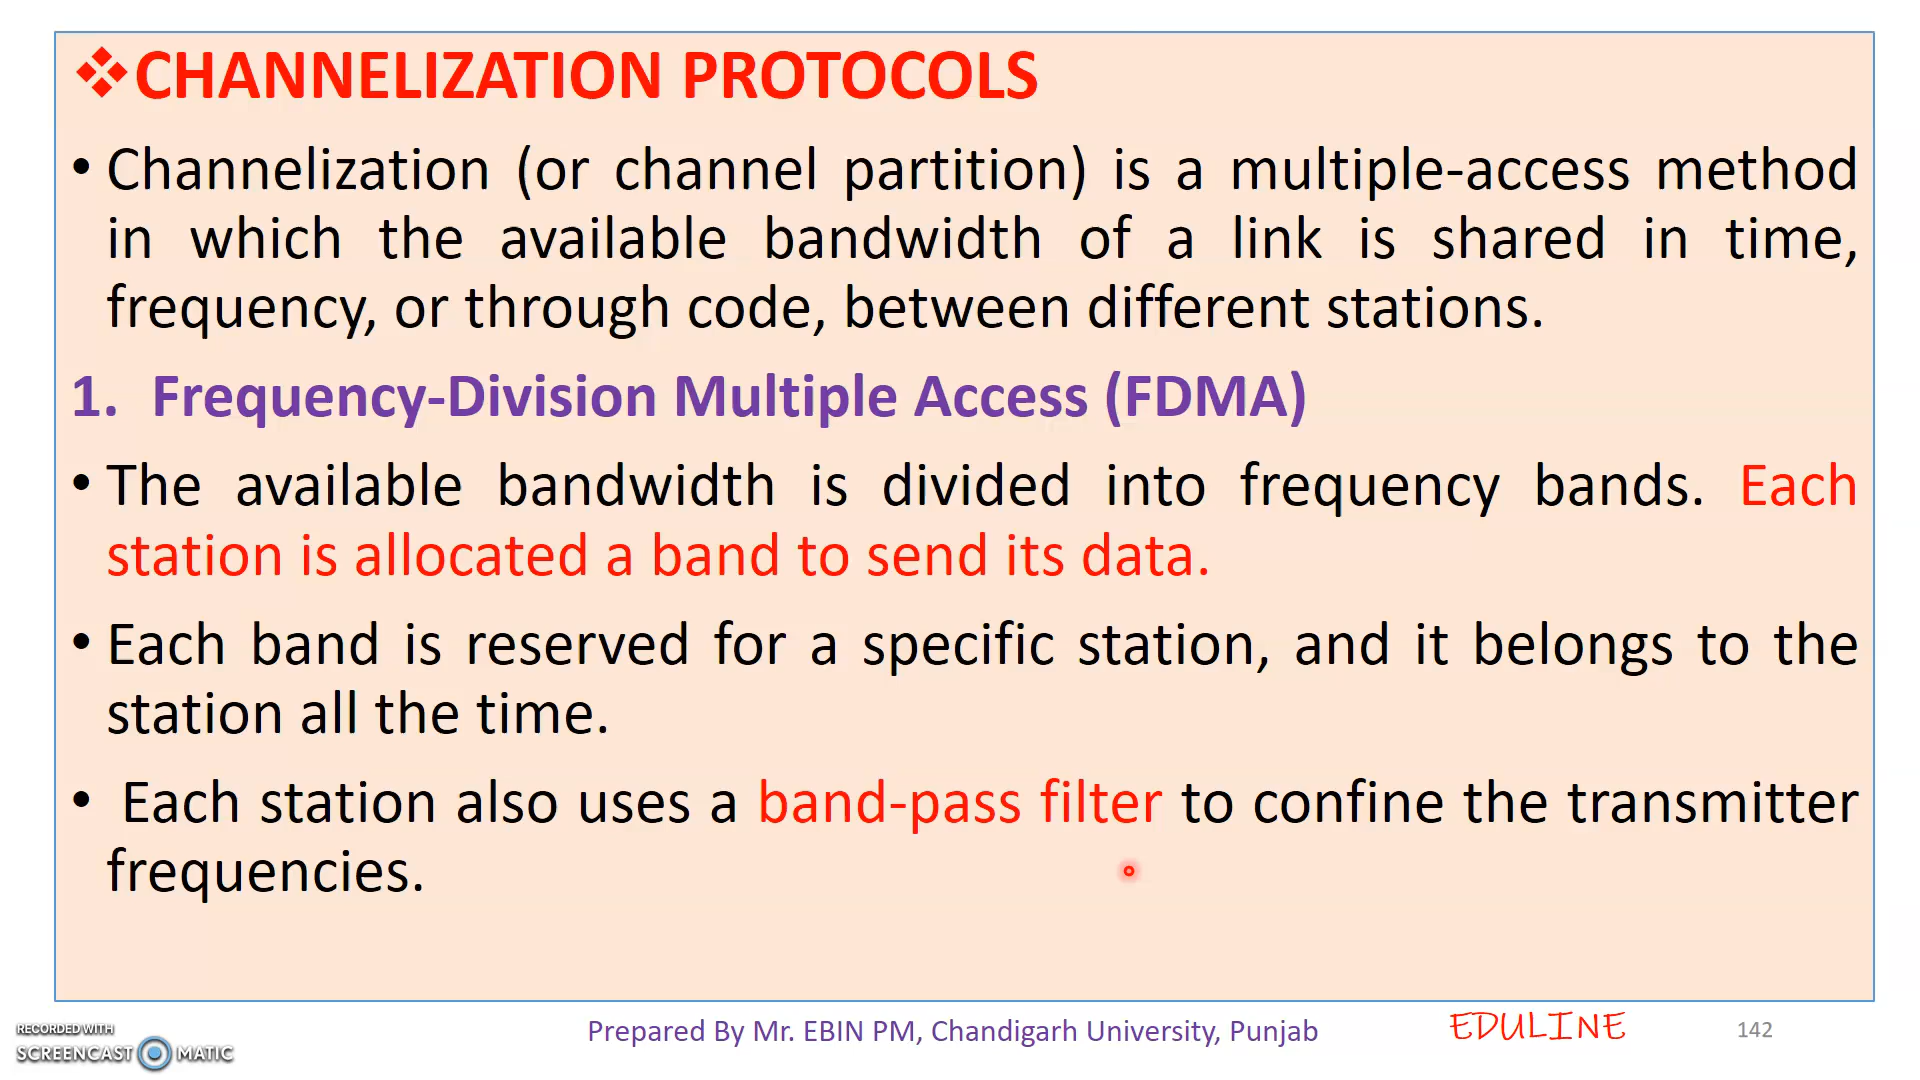 ❖CHANNELIZATION PROTOCOLS
• Channelization (or channel partition) is a multiple-access method
in which the available bandwidth of a link is shared in time,
frequency, or through code, between different stations.
1. Frequency-Division Multiple Access (FDMA)
• The available bandwidth is divided into frequency bands. Each
station is allocated a band to send its data.
• Each band is reserved for a specific station, and it belongs to the
station all the time.
• Each station also uses a band-pass filter to confine the transmitter
frequencies.
Prepared By Mr. EBIN PM, Chandigarh University, Punjab
EDULINE
142
RECORDED WITH
SCREENCAST MATIC